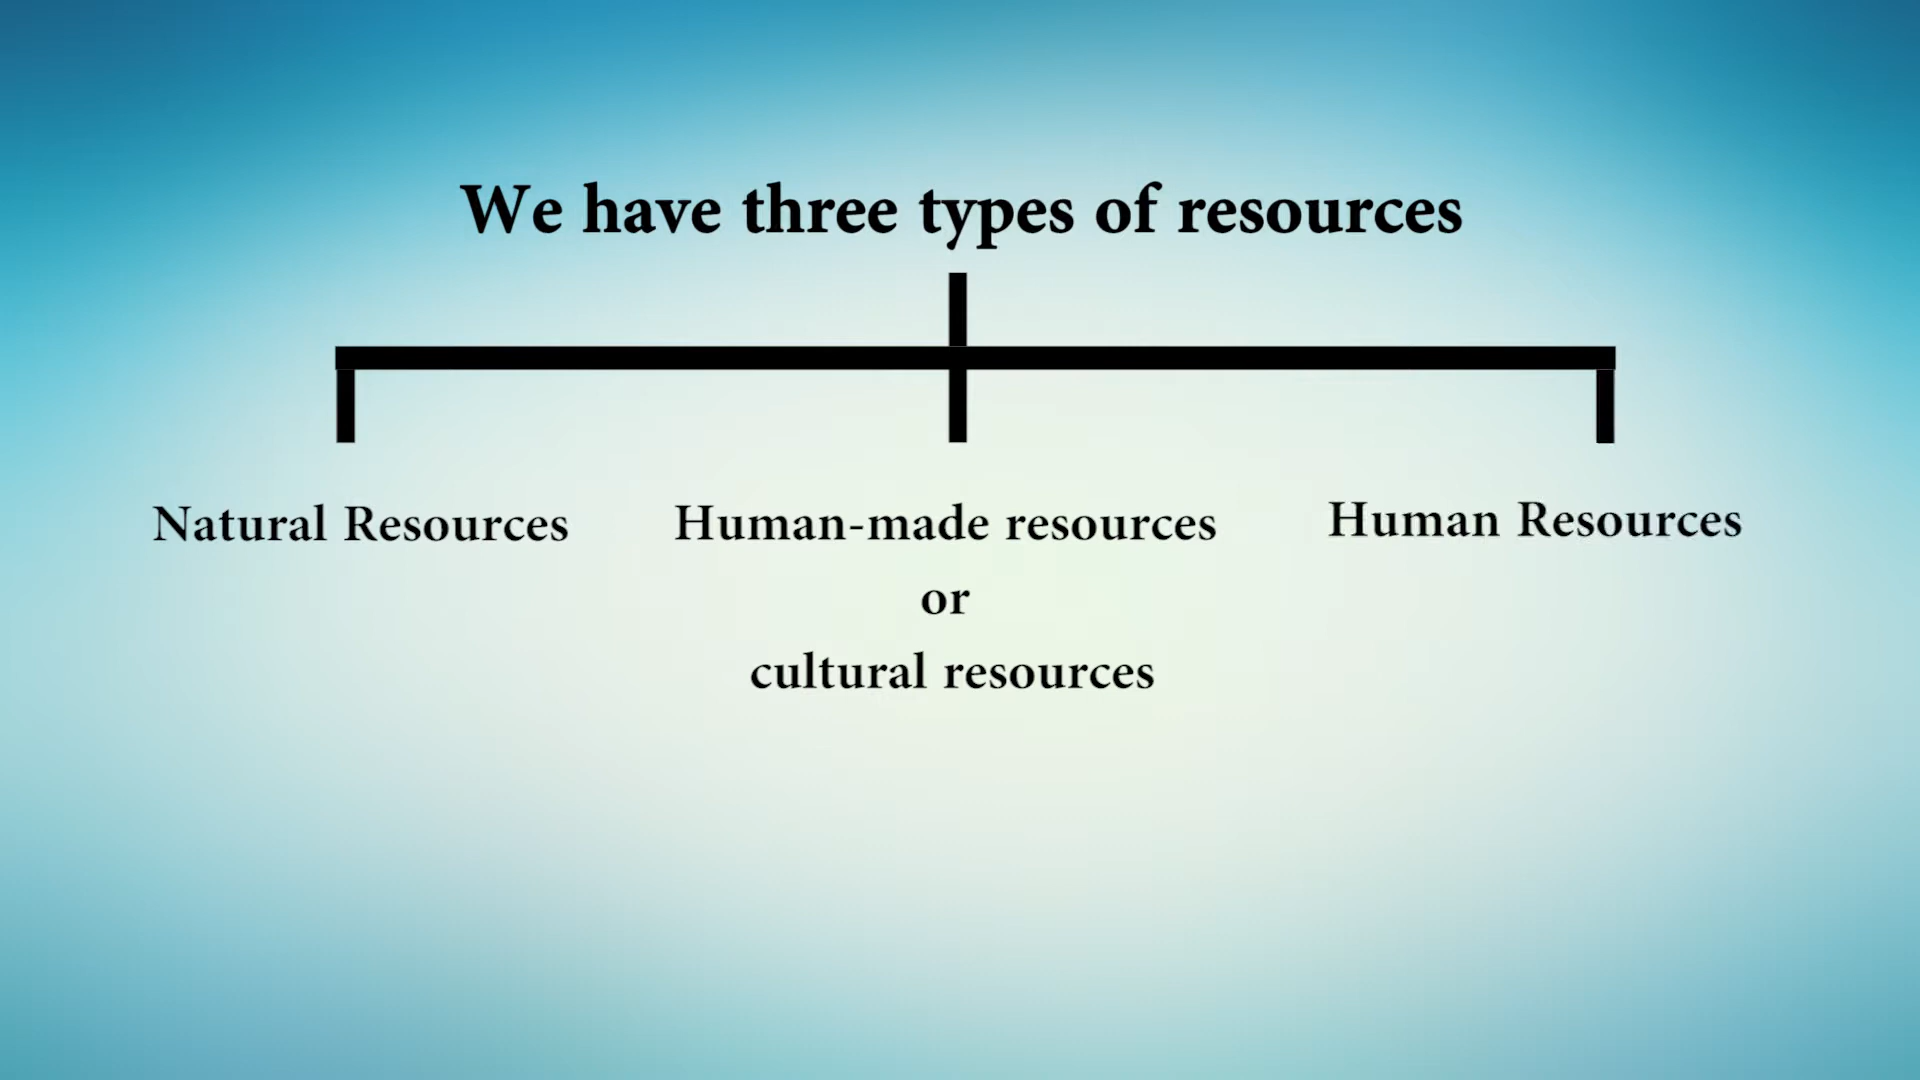 We have three types of resources
Natural Resources
Human-made resources
or
cultural resources
Human Resources